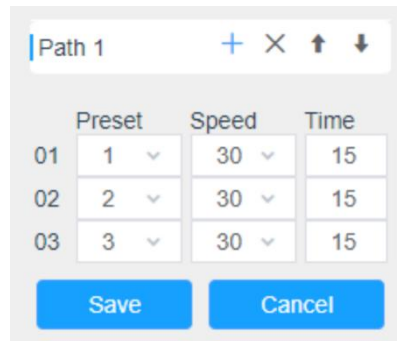 Path 1
Preset Speed Time
01 1 30 15
02 2 30 15
03 3 30 15
Save Cancel